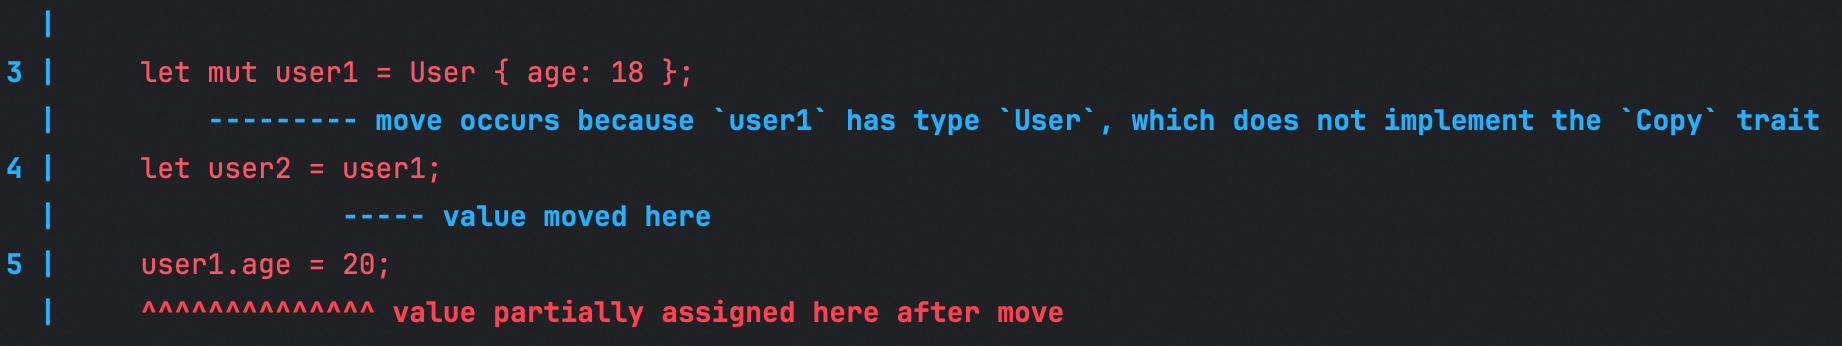 |
3 |     let mut user1 = User { age: 18 };
  |         --------- move occurs because `user1` has type `User`, which does not implement the `Copy` trait
4 |     let user2 = user1;
  |                 ----- value moved here
5 |     user1.age = 20;
  |     ^^^^^^^^^^^^^^ value partially assigned here after move